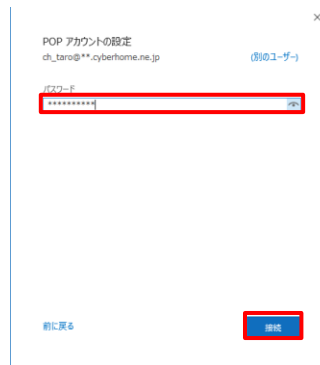 POP アカウントの設定
ch_taro@**.cyberhome.ne.jp (別のユーザー)
パスワード
**********
前に戻る 接続